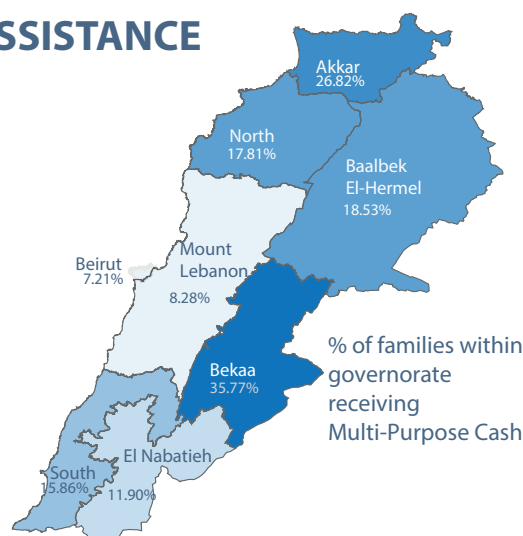 SSISTANCE
Akkar
26.82%
North
17.81%
Baalbek
El-Hermel
18.53%
Beirut
7.21%
Mount
Lebanon
8.28%
% of families within
governorate
receiving
Multi-Purpose Cash
Bekaa
35.77%
El Nabatieh
11.90%
South
15.86%